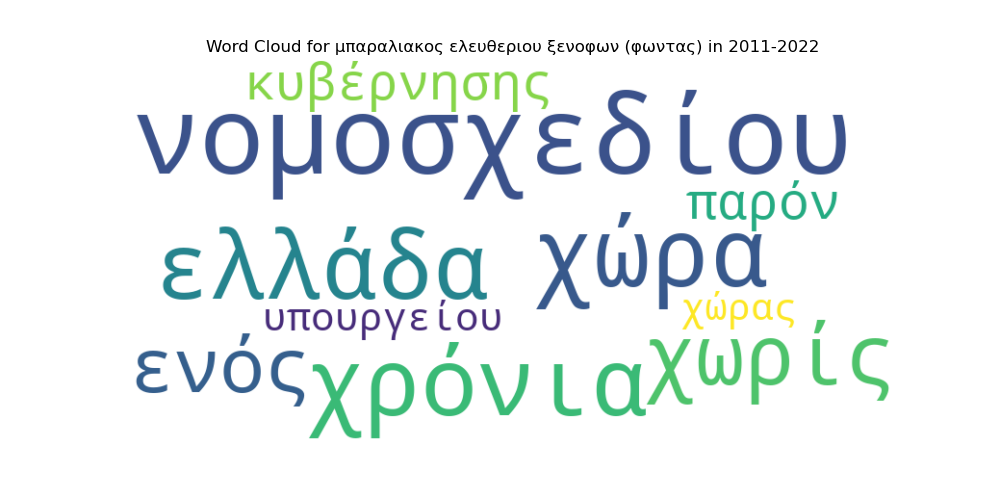 Word Cloud for μπαραλιακος ελευθεριου ξενοφων (φωντας) in 2011-2022
κυβέρνησης
νομοσχεδίου
παρόν
ελλάδα χώρα
υπουργείου χώρας
ενός χρόνια χωρίς